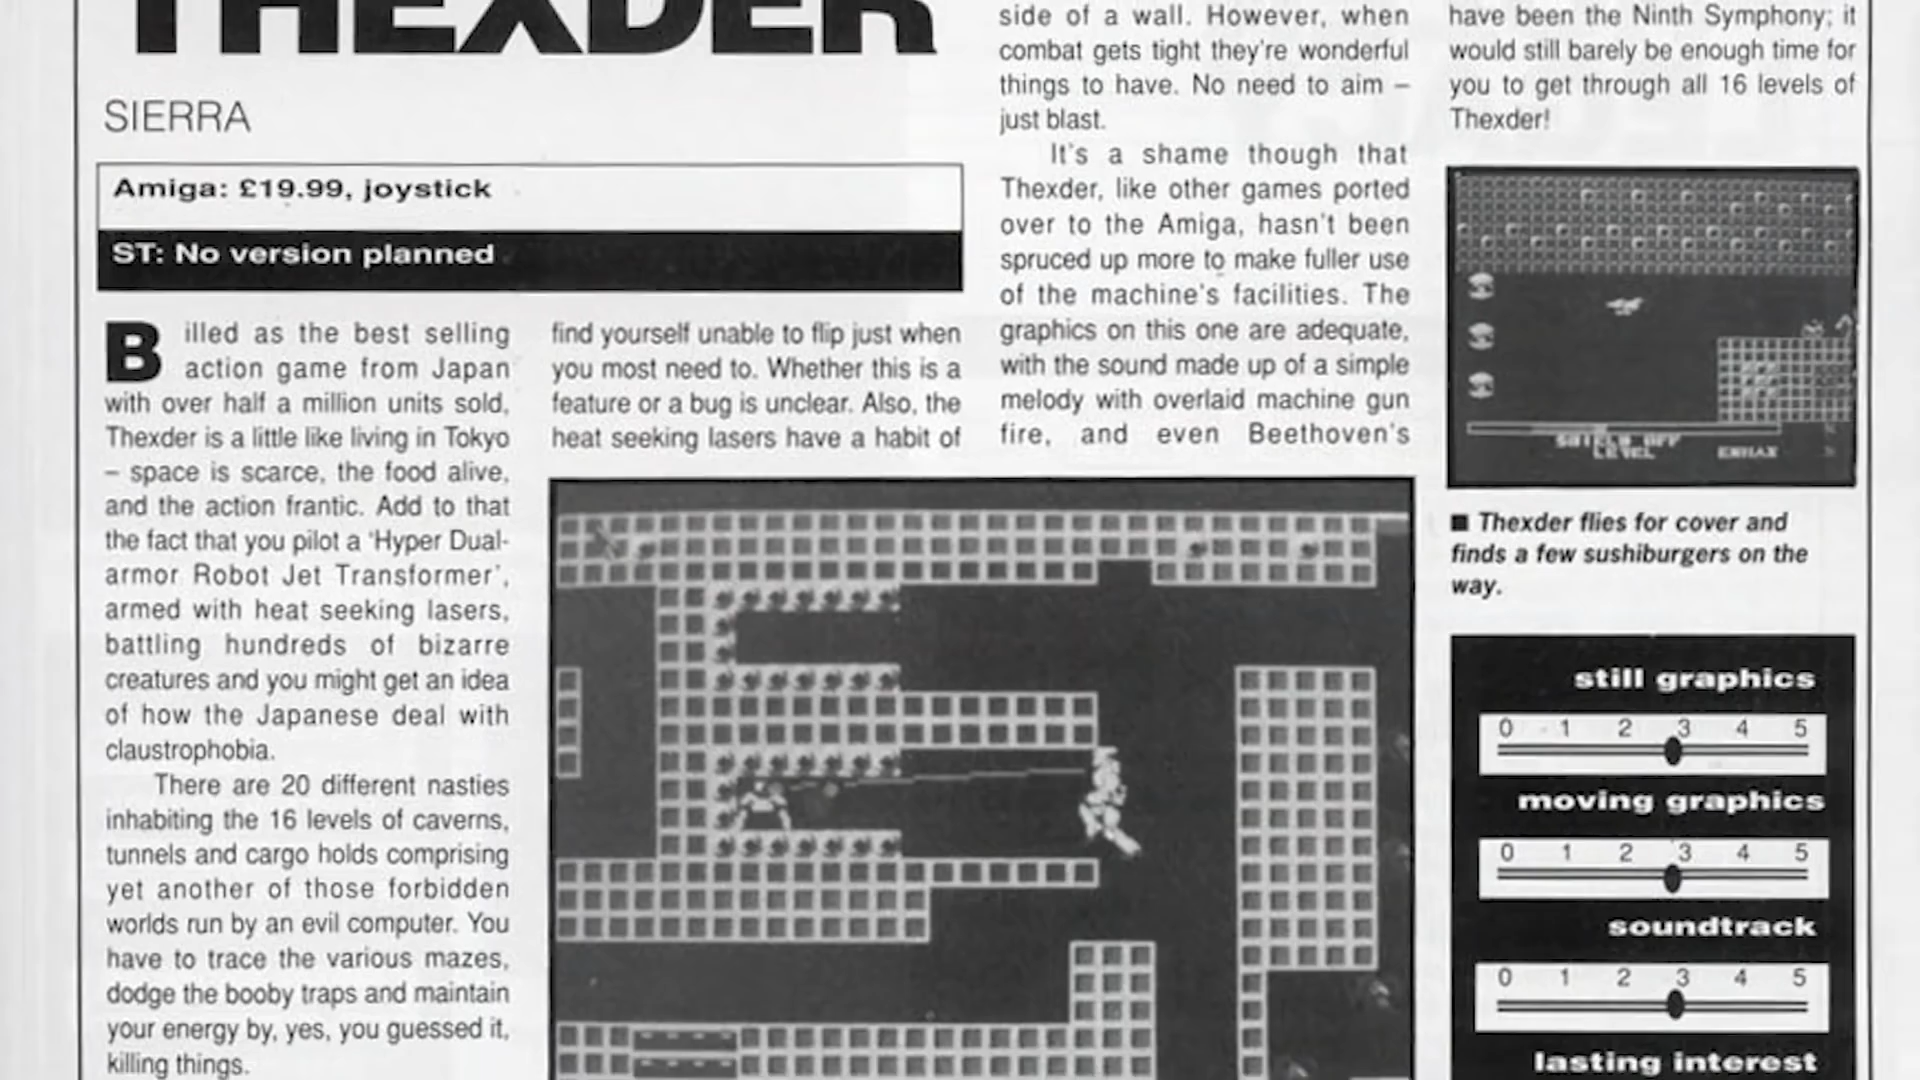 THEXDER
SIERRA
Amiga: £19.99, joystick
ST: No version planned
Billed as the best selling
action game from Japan
with over half a million units sold,
Thexder is a little like living in Tokyo
– space is scarce, the food alive,
and the action frantic. Add to that
the fact that you pilot a ‘Hyper Dual-
armor Robot Jet Transformer’,
armed with heat seeking lasers,
battling hundreds of bizarre
creatures and you might get an idea
of how the Japanese deal with
claustrophobia.
There are 20 different nasties
inhabiting the 16 levels of caverns,
tunnels and cargo holds comprising
yet another of those forbidden
worlds run by an evil computer. You
have to trace the various mazes,
dodge the booby traps and maintain
your energy by, yes, you guessed it,
killing things.
find yourself unable to flip just when
you most need to. Whether this is a
feature or a bug is unclear. Also, the
heat seeking lasers have a habit of
side of a wall. However, when
combat gets tight they're wonderful
things to have. No need to aim –
just blast.
It's a shame though that
Thexder, like other games ported
over to the Amiga, hasn't been
spruced up more to make fuller use
of the machine's facilities. The
graphics on this one are adequate,
with the sound made up of a simple
melody with overlaid machine gun
fire, and even Beethoven's
have been the Ninth Symphony; it
would still barely be enough time for
you to get through all 16 levels of
Thexder!
SHIELD OFF
LEVEL
ENMAX
■ Thexder flies for cover and
finds a few sushiburgers on the
way.
still graphics
0 1 2 3 4 5
moving graphics
0 1 2 3 4 5
soundtrack
0 1 2 3 4 5
lasting interest